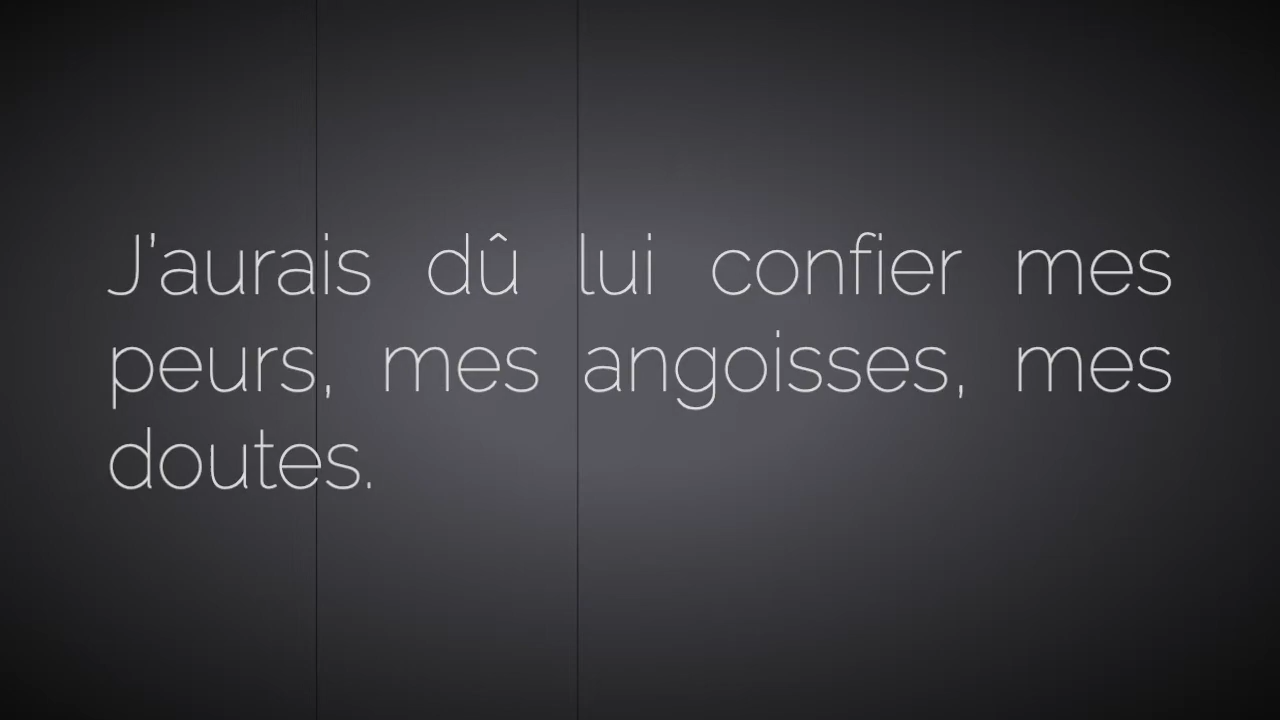 J’aurais dû lui confier mes
peurs, mes angoisses, mes
doutes.